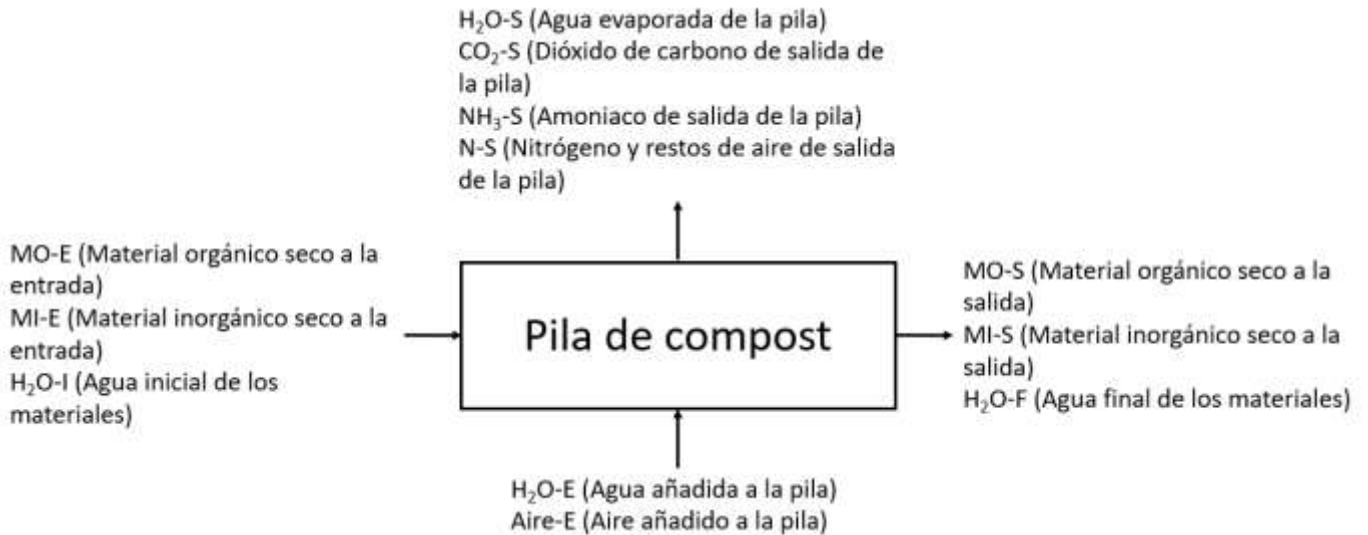 H₂O-S (Agua evaporada de la pila)
CO₂-S (Dióxido de carbono de salida de
la pila)
NH₃-S (Amoniaco de salida de la pila)
N-S (Nitrógeno y restos de aire de salida
de la pila)
MO-E (Material orgánico seco a la
entrada)
MI-E (Material inorgánico seco a la
entrada)
H₂O-I (Agua inicial de los
materiales)
Pila de compost
MO-S (Material orgánico seco a la
salida)
MI-S (Material inorgánico seco a la
salida)
H₂O-F (Agua final de los materiales)
H₂O-E (Agua añadida a la pila)
Aire-E (Aire añadido a la pila)